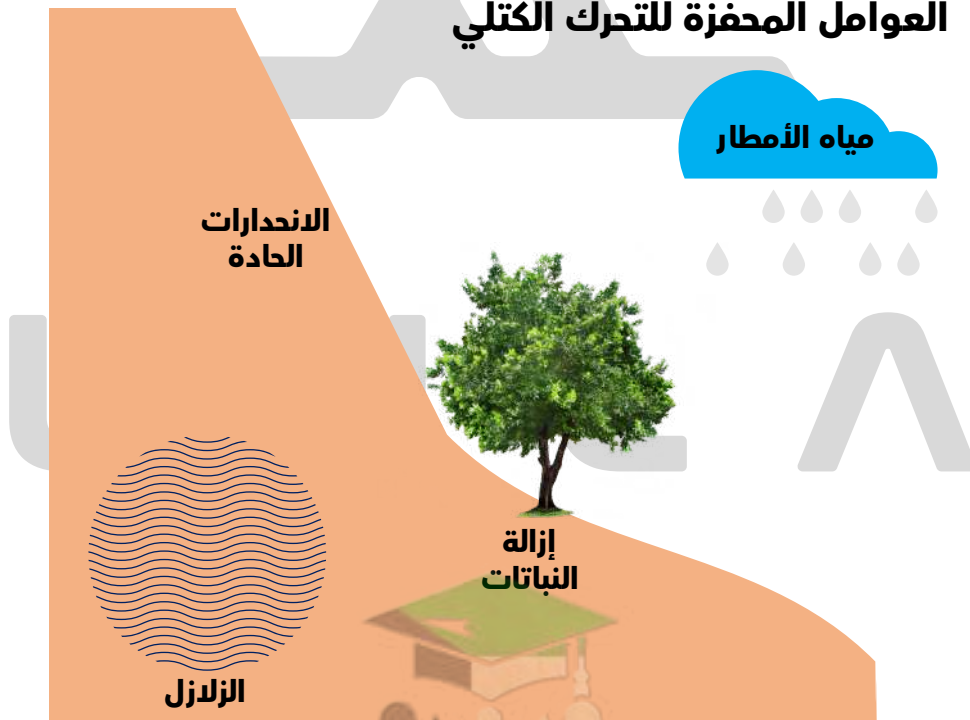 العوامل المحفزة للتحرك الكتلي
مياه الأمطار
الانحدارات
الحادة
إزالة
النباتات
الزلازل